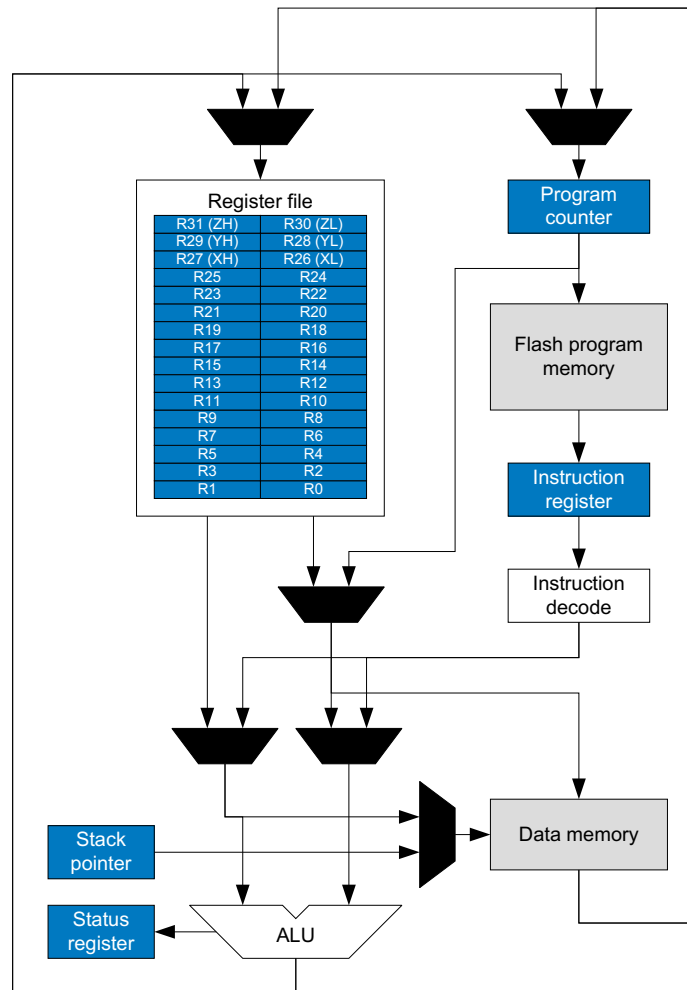 Register file
R31 (ZH) R30 (ZL)
R29 (YH) R28 (YL)
R27 (XH) R26 (XL)
R25 R24
R23 R22
R21 R20
R19 R18
R17 R16
R15 R14
R13 R12
R11 R10
R9 R8
R7 R6
R5 R4
R3 R2
R1 R0
Program
counter
Flash program
memory
Instruction
register
Instruction
decode
Stack
pointer
Data memory
Status
register
ALU